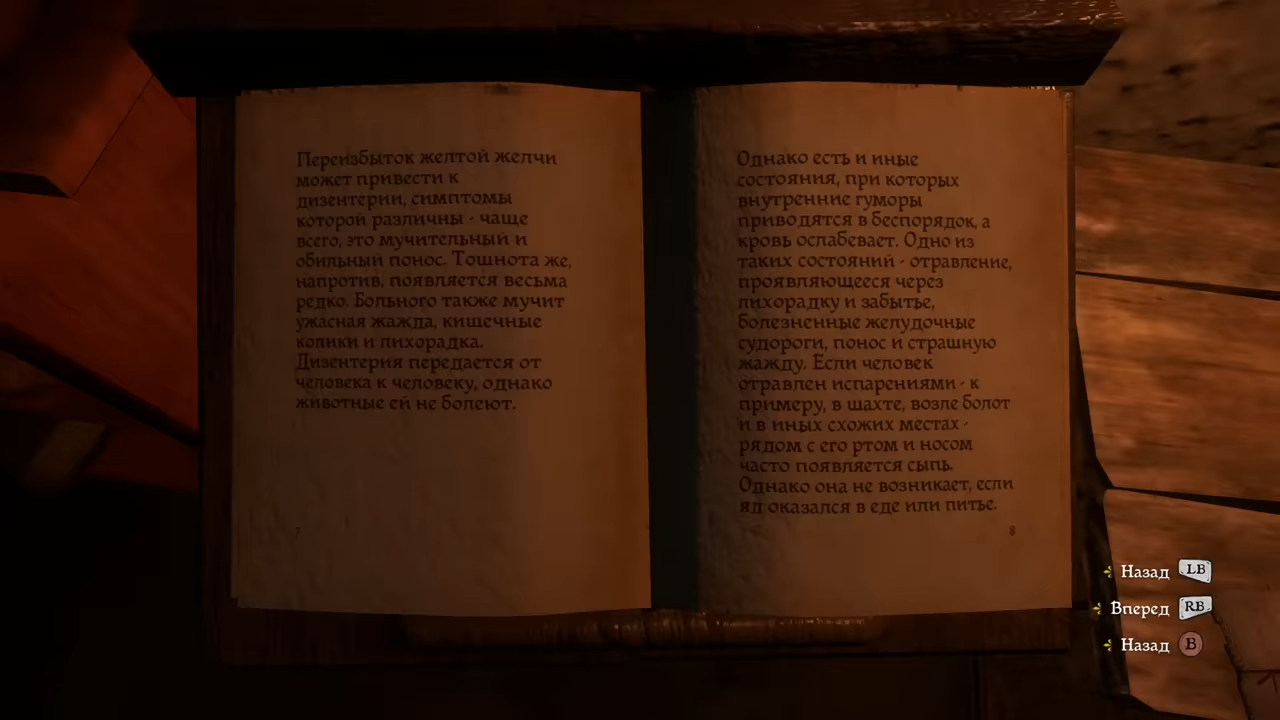 Переизбыток желтой желчи
может привести к
дизентерии, симптомы
которой различны - чаще
всего, это мучительный и
обильный понос. Тошнота же,
напротив, появляется весьма
редко. Больного также мучит
ужасная жажда, кишечные
колики и лихорадка.
Дизентерия передается от
человека к человеку, однако
животные ей не болеют.
7
Однако есть и иные
состояния, при которых
внутренние гуморы
приводятся в беспорядок, а
кровь ослабевает. Одно из
таких состояний - отравление,
проявляющееся через
лихорадку и забытье,
болезненные желудочные
судороги, понос и страшную
жажду. Если человек
отравлен испарениями - к
примеру, в шахте, возле болот
и в иных схожих местах -
рядом с его ртом и носом
часто появляется сыпь.
Однако она не возникает, если
яд оказался в еде или питье.
8
Назад LB
Вперед RB
Назад B